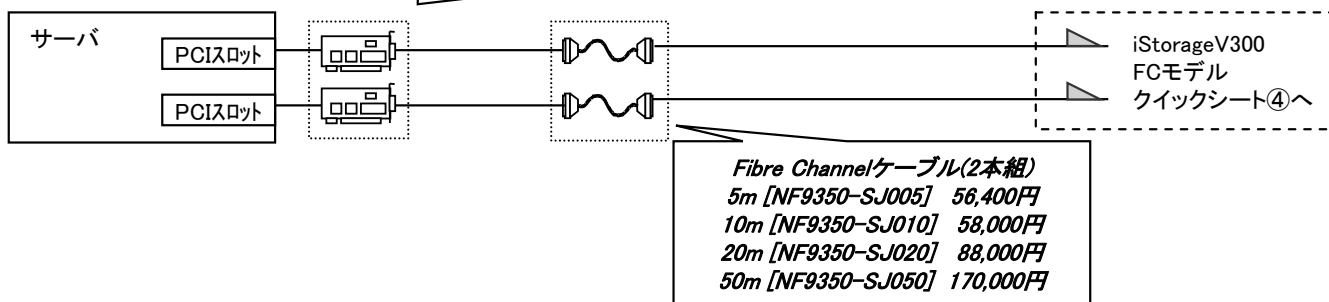 サーバ
PCIスロット
PCIスロット
iStorageV300
FCモデル
クイックシート④へ
Fibre Channelケーブル(2本組)
5m [NF9350-SJ005] 56,400円
10m [NF9350-SJ010] 58,000円
20m [NF9350-SJ020] 88,000円
50m [NF9350-SJ050] 170,000円